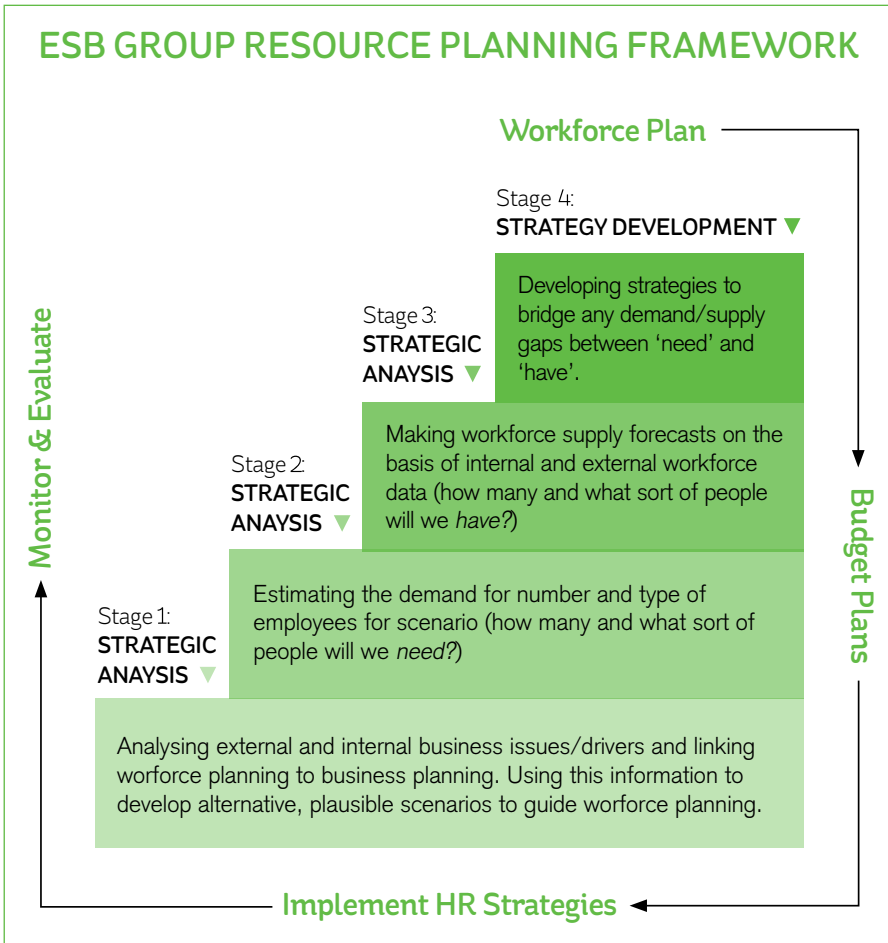 ESB GROUP RESOURCE PLANNING FRAMEWORK
Workforce Plan
Stage 4:
STRATEGY DEVELOPMENT ▼
Developing strategies to
bridge any demand/supply
gaps between ‘need’ and
‘have’.
Stage 3:
STRATEGIC
ANAYSIS ▼
Making workforce supply forecasts on the
basis of internal and external workforce
data (how many and what sort of people
will we have?)
Stage 2:
STRATEGIC
ANAYSIS ▼
Estimating the demand for number and type of
employees for scenario (how many and what sort of
people will we need?)
Stage 1:
STRATEGIC
ANAYSIS ▼
Analysing external and internal business issues/drivers and linking
worforce planning to business planning. Using this information to
develop alternative, plausible scenarios to guide worforce planning.
Budget Plans
Implement HR Strategies
Monitor & Evaluate